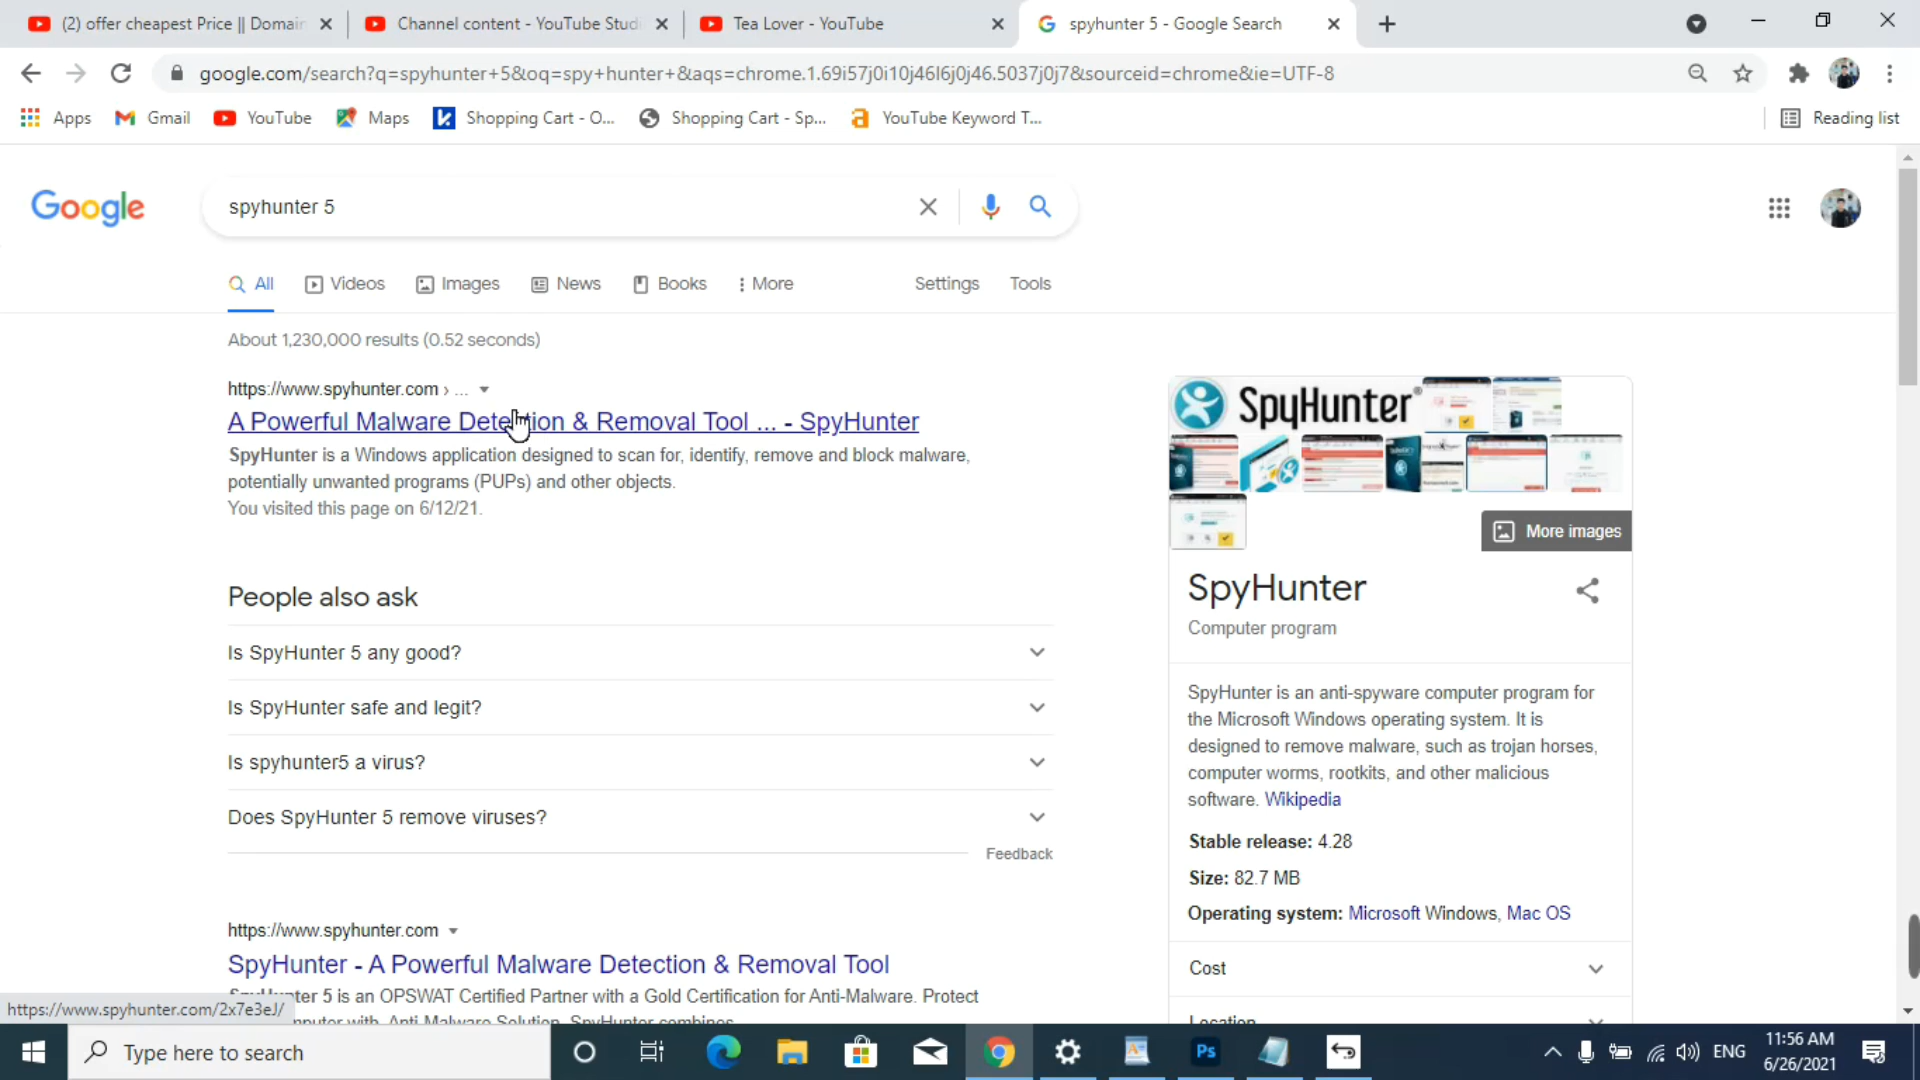 (2) offer cheapest Price || Domain
Channel content - YouTube Studi
Tea Lover - YouTube
spyhunter 5 - Google Search
google.com/search?q=spyhunter+5&oq=spy+hunter+&aqs=chrome.1.69i57j0i10j46l6j0j46.5037j0j7&sourceid=chrome&ie=UTF-8
Apps
Gmail
YouTube
Maps
Shopping Cart - O...
Shopping Cart - Sp...
YouTube Keyword T...
Reading list
Google
spyhunter 5
All
Videos
Images
News
Books
More
Settings
Tools
About 1,230,000 results (0.52 seconds)
https://www.spyhunter.com › ...
A Powerful Malware Detection & Removal Tool ... - SpyHunter
SpyHunter is a Windows application designed to scan for, identify, remove and block malware,
potentially unwanted programs (PUPs) and other objects.
You visited this page on 6/12/21.
People also ask
Is SpyHunter 5 any good?
Is SpyHunter safe and legit?
Is spyhunter5 a virus?
Does SpyHunter 5 remove viruses?
Feedback
https://www.spyhunter.com
SpyHunter - A Powerful Malware Detection & Removal Tool
SpyHunter 5 is an OPSWAT Certified Partner with a Gold Certification for Anti-Malware. Protect
computer with Anti-Malware Solution. SpyHunter combines
https://www.spyhunter.com/2x7e3eJ/
SpyHunter®
More images
SpyHunter
Computer program
SpyHunter is an anti-spyware computer program for
the Microsoft Windows operating system. It is
designed to remove malware, such as trojan horses,
computer worms, rootkits, and other malicious
software. Wikipedia
Stable release: 4.28
Size: 82.7 MB
Operating system: Microsoft Windows, Mac OS
Cost
Location
Type here to search
Ps
ENG
11:56 AM
6/26/2021